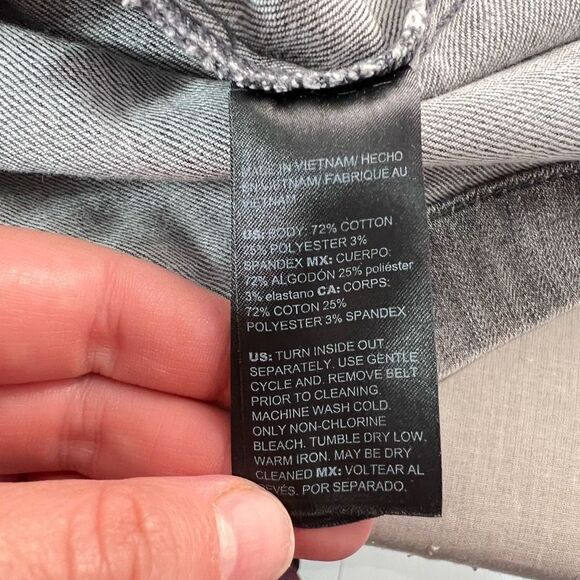 MADE IN VIETNAM/ HECHO
EN VIETNAM/ FABRIQUE AU
VIETNAM
US: BODY: 72% COTTON
25% POLYESTER 3%
SPANDEX MX: CUERPO:
72% ALGODÓN 25% poliéster
3% elastano CA: CORPS:
72% COTON 25%
POLYESTER 3% SPANDEX
US: TURN INSIDE OUT.
SEPARATELY. USE GENTLE
CYCLE AND. REMOVE BELT
PRIOR TO CLEANING.
MACHINE WASH COLD.
ONLY NON-CHLORINE
BLEACH. TUMBLE DRY LOW.
WARM IRON. MAY BE DRY
CLEANED MX: VOLTEAR AL
REVÉS. POR SEPARADO.